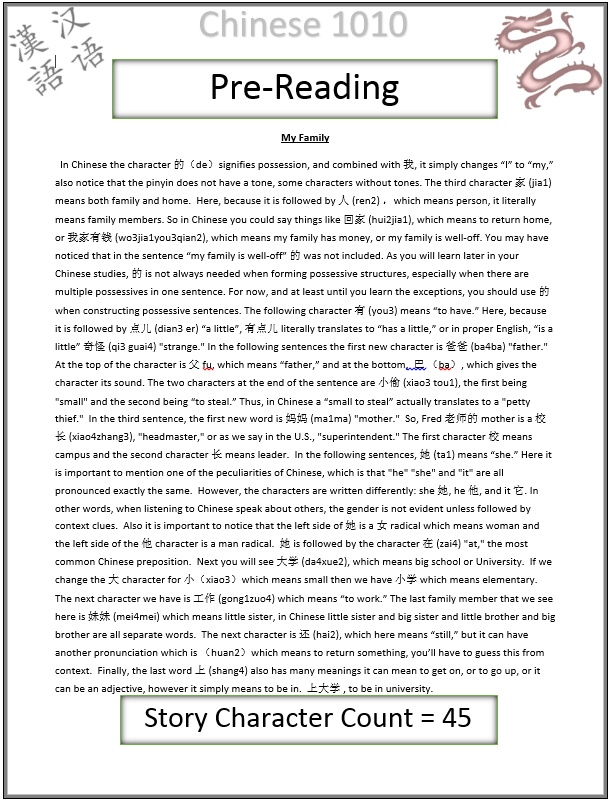 漢 汉
語 语
Chinese 1010
Pre-Reading
My Family
In Chinese the character 的（de）signifies possession, and combined with 我, it simply changes “I” to “my,”
also notice that the pinyin does not have a tone, some characters without tones. The third character 家 (jia1)
means both family and home.  Here, because it is followed by 人 (ren2) ，which means person, it literally
means family members. So in Chinese you could say things like 回家 (hui2jia1), which means to return home,
or 我家有钱 (wo3jia1you3qian2), which means my family has money, or my family is well-off. You may have
noticed that in the sentence “my family is well-off” 的 was not included. As you will learn later in your
Chinese studies, 的 is not always needed when forming possessive structures, especially when there are
multiple possessives in one sentence. For now, and at least until you learn the exceptions, you should use 的
when constructing possessive sentences. The following character 有 (you3) means “to have.” Here, because
it is followed by 点儿 (dian3 er) “a little”, 有点儿 literally translates to “has a little,” or in proper English, “is a
little” 奇怪 (qi3 guai4) "strange." In the following sentences the first new character is 爸爸 (ba4ba) "father."
At the top of the character is 父 fu, which means “father,” and at the bottom, 巴（ba）, which gives the
character its sound. The two characters at the end of the sentence are 小偷 (xiao3 tou1), the first being
"small" and the second being “to steal.” Thus, in Chinese a “small to steal” actually translates to a "petty
thief."  In the third sentence, the first new word is 妈妈 (ma1ma) "mother."  So, Fred 老师的 mother is a 校
长 (xiao4zhang3), "headmaster," or as we say in the U.S., "superintendent." The first character 校 means
campus and the second character 长 means leader.  In the following sentences, 她 (ta1) means “she.” Here it
is important to mention one of the peculiarities of Chinese, which is that "he" "she" and "it" are all
pronounced exactly the same.  However, the characters are written differently: she 她, he 他, and it 它. In
other words, when listening to Chinese speak about others, the gender is not evident unless followed by
context clues.  Also it is important to notice that the left side of 她 is a 女 radical which means woman and
the left side of the 他 character is a man radical.  她 is followed by the character 在 (zai4) "at," the most
common Chinese preposition.  Next you will see 大学 (da4xue2), which means big school or University.  If we
change the 大 character for 小（xiao3）which means small then we have 小学 which means elementary.
The next character we have is 工作 (gong1zuo4) which means “to work.” The last family member that we see
here is 妹妹 (mei4mei) which means little sister, in Chinese little sister and big sister and little brother and big
brother are all separate words.  The next character is 还 (hai2), which here means “still,” but it can have
another pronunciation which is （huan2）which means to return something, you’ll have to guess this from
context.  Finally, the last word 上 (shang4) also has many meanings it can mean to get on, or to go up, or it
can be an adjective, however it simply means to be in.  上大学 , to be in university.
Story Character Count = 45